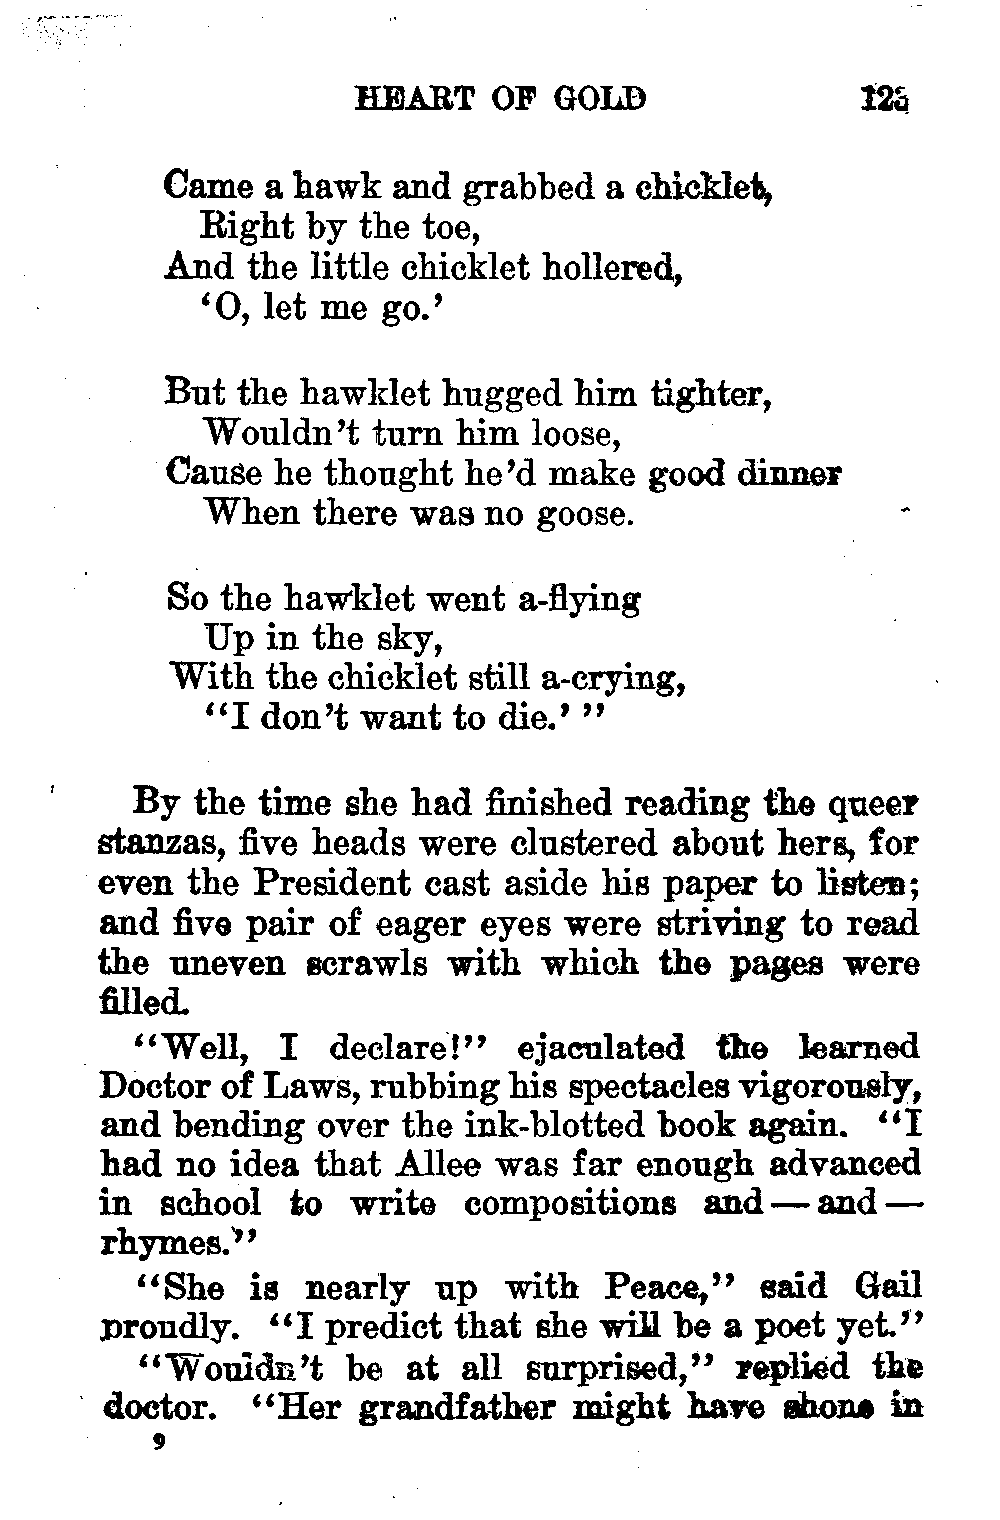 HEART OF GOLD 125
Came a hawk and grabbed a chicklet,
Right by the toe,
And the little chicklet hollered,
‘O, let me go.’
But the hawklet hugged him tighter,
Wouldn’t turn him loose,
Cause he thought he’d make good dinner
When there was no goose.
So the hawklet went a-flying
Up in the sky,
With the chicklet still a-crying,
“I don’t want to die.’ ”
By the time she had finished reading the queer
stanzas, five heads were clustered about hers, for
even the President cast aside his paper to listen;
and five pair of eager eyes were striving to read
the uneven scrawls with which the pages were
filled.
“Well, I declare!” ejaculated the learned
Doctor of Laws, rubbing his spectacles vigorously,
and bending over the ink-blotted book again. “I
had no idea that Allee was far enough advanced
in school to write compositions and — and —
rhymes.”
“She is nearly up with Peace,” said Gail
proudly. “I predict that she will be a poet yet.”
“Wouldn’t be at all surprised,” replied the
doctor. “Her grandfather might have shone in
9